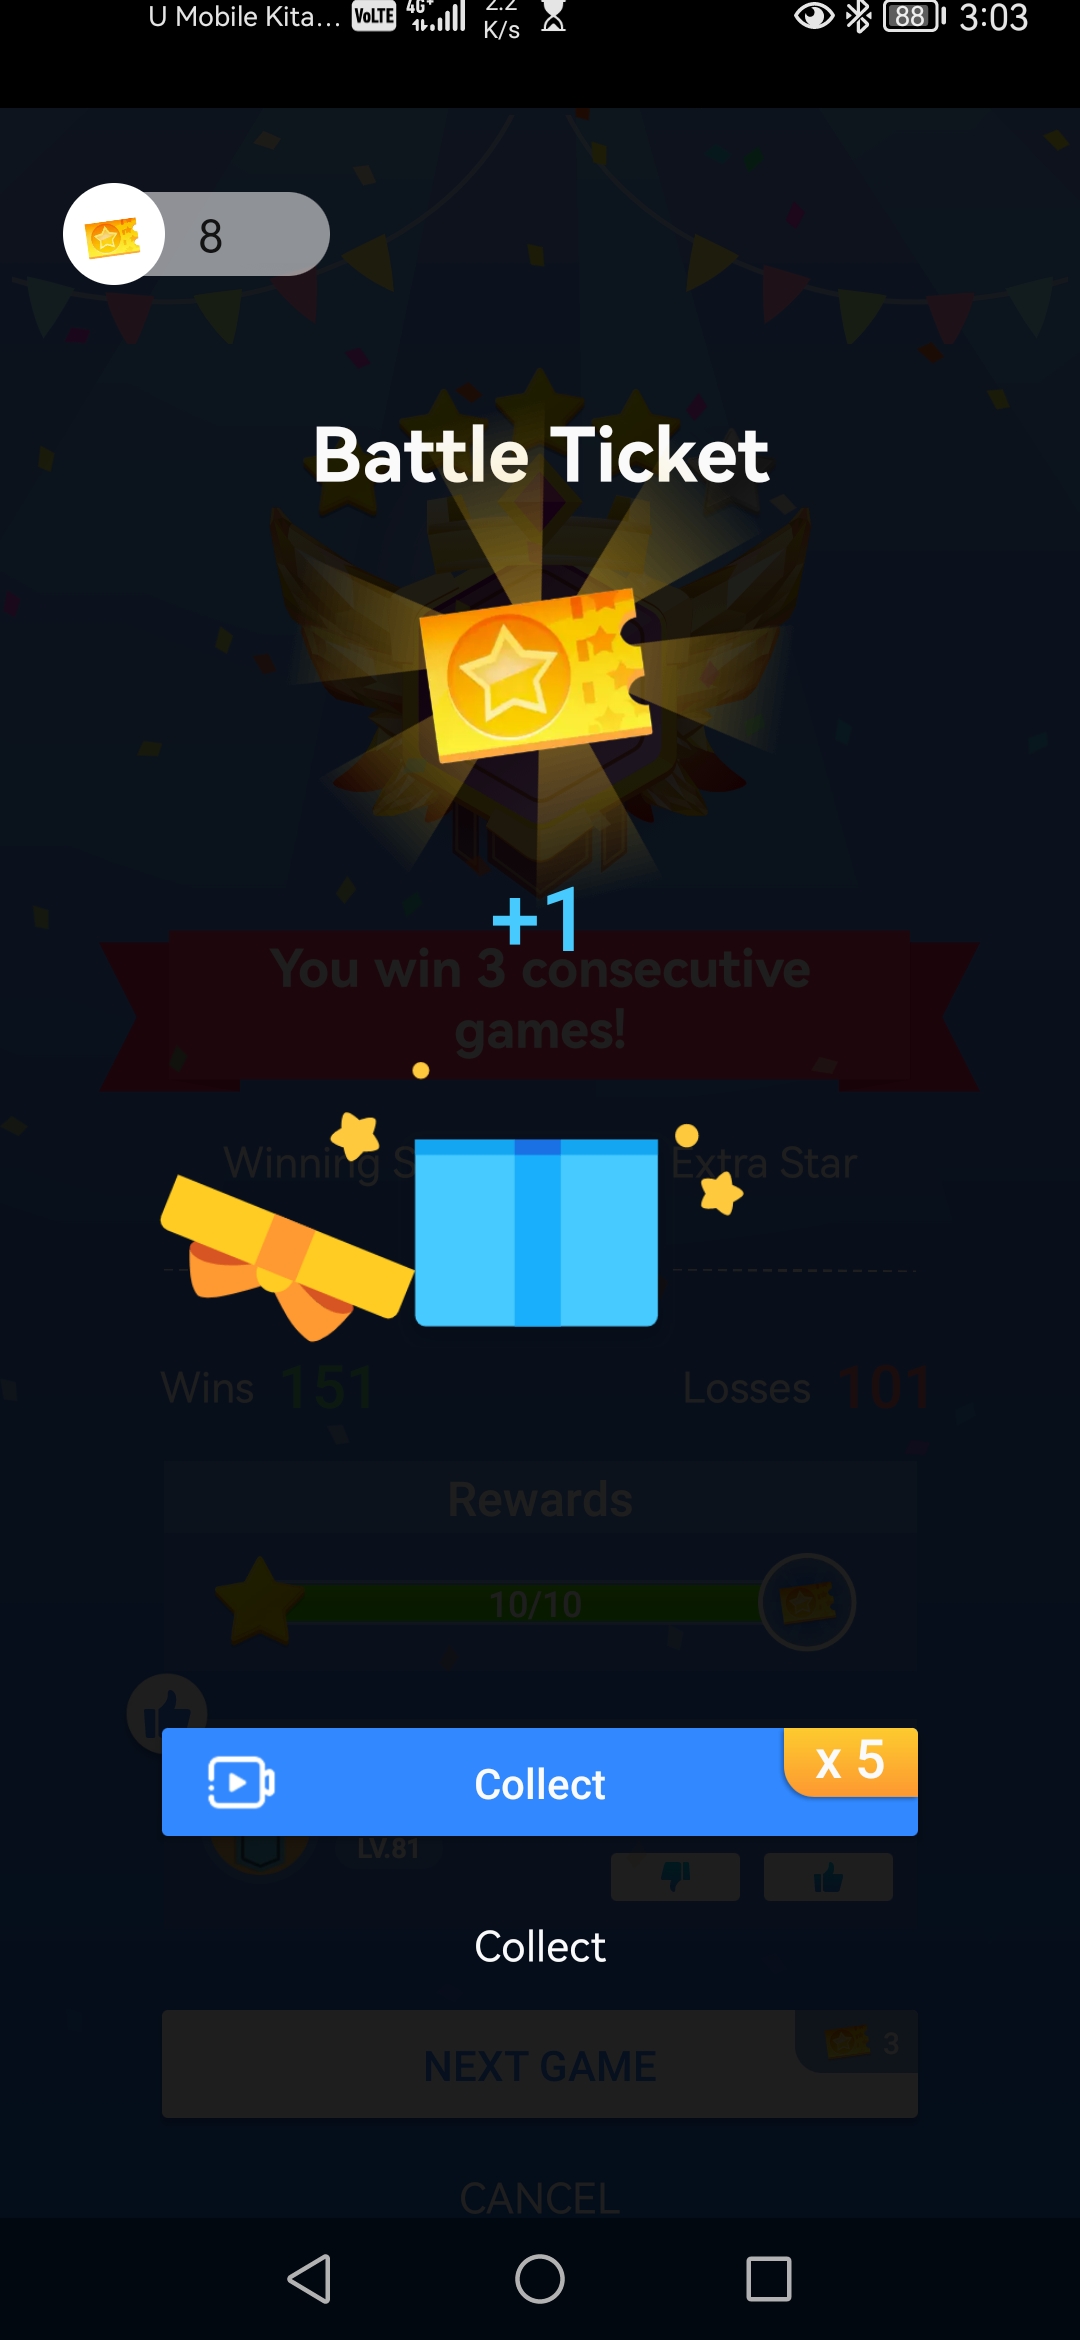 U Mobile Kita... VoLTE 4G+ 2.2 K/s 88 3:03
8
Battle Ticket
+1
You win 3 consecutive
games!
Winning S Extra Star
Wins 151 Losses 101
Rewards
10/10
Collect x 5
LV.81
Collect
NEXT GAME 3
CANCEL